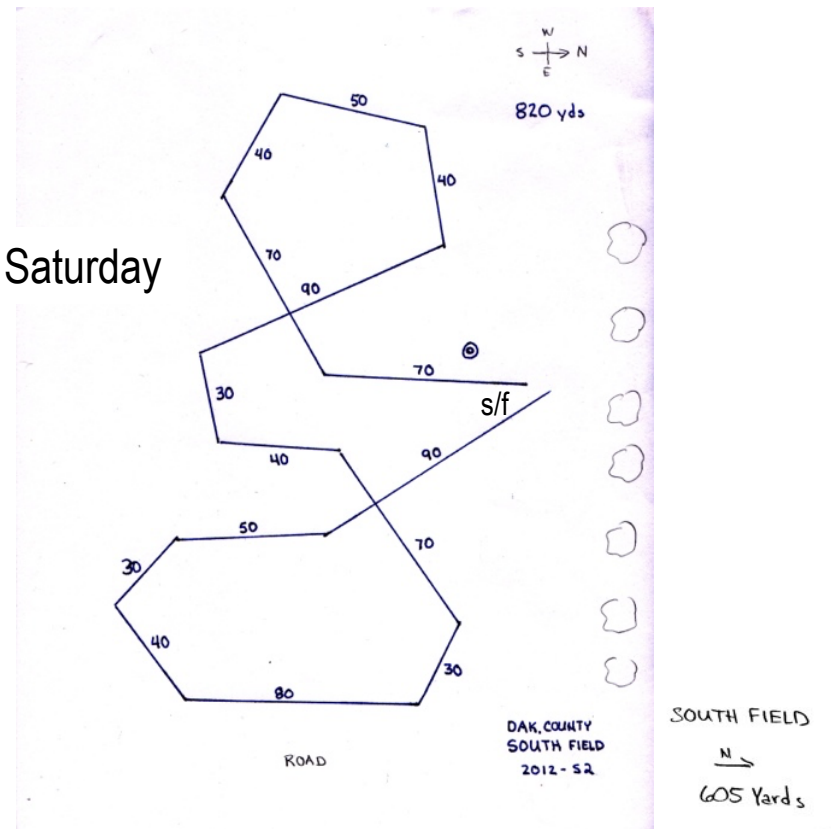 W
S N
E
820 yds
50
40
40
Saturday
70
90
70
30
s/f
40
90
50
70
30
40
30
80
DAK. COUNTY
SOUTH FIELD
2012 - S2
ROAD
SOUTH FIELD
N
605 Yards